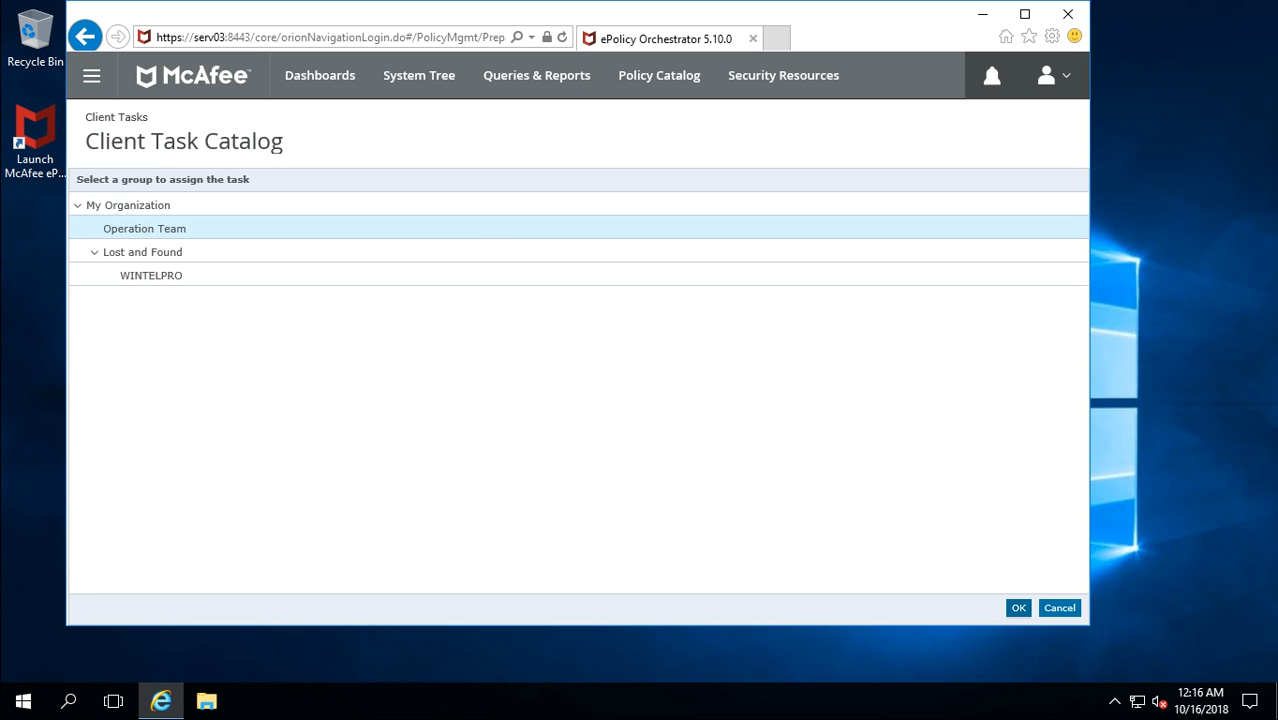 Recycle Bin
Launch
McAfee eP...
https://serv03:8443/core/orionNavigationLogin.do#/PolicyMgmt/Prep
ePolicy Orchestrator 5.10.0
McAfee™
Dashboards
System Tree
Queries & Reports
Policy Catalog
Security Resources
Client Tasks
Client Task Catalog
Select a group to assign the task
My Organization
Operation Team
Lost and Found
WINTELPRO
OK
Cancel
12:16 AM
10/16/2018